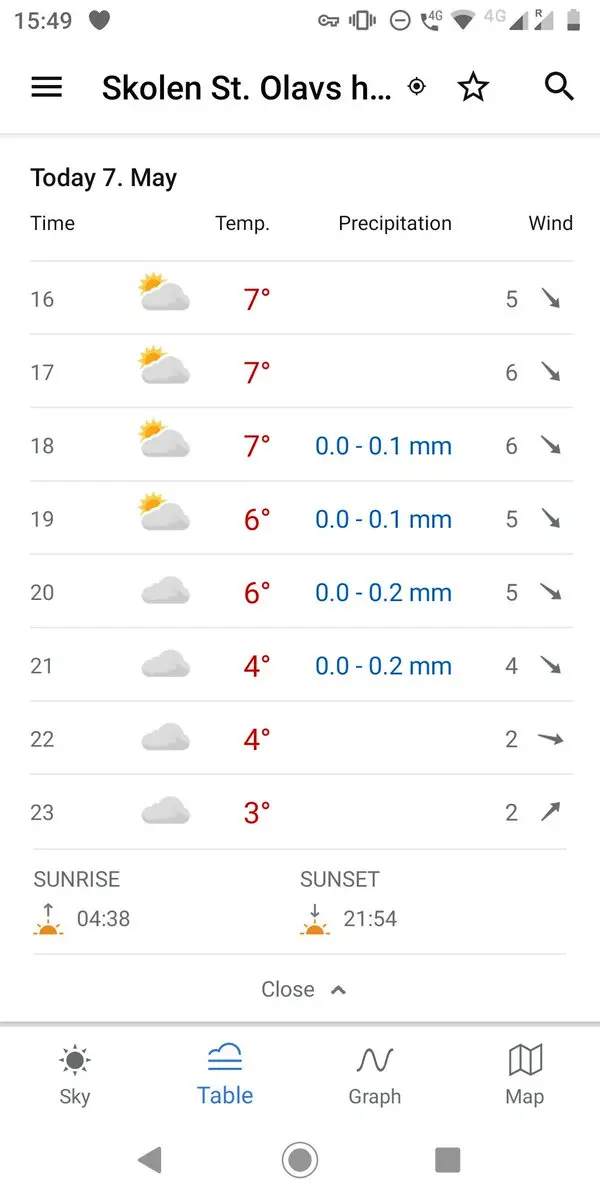 15:49 4G 4G R
Skolen St. Olavs h...
Today 7. May
Time Temp. Precipitation Wind
16 7° 5
17 7° 6
18 7° 0.0 - 0.1 mm 6
19 6° 0.0 - 0.1 mm 5
20 6° 0.0 - 0.2 mm 5
21 4° 0.0 - 0.2 mm 4
22 4° 2
23 3° 2
SUNRISE SUNSET
04:38 21:54
Close
Sky Table Graph Map